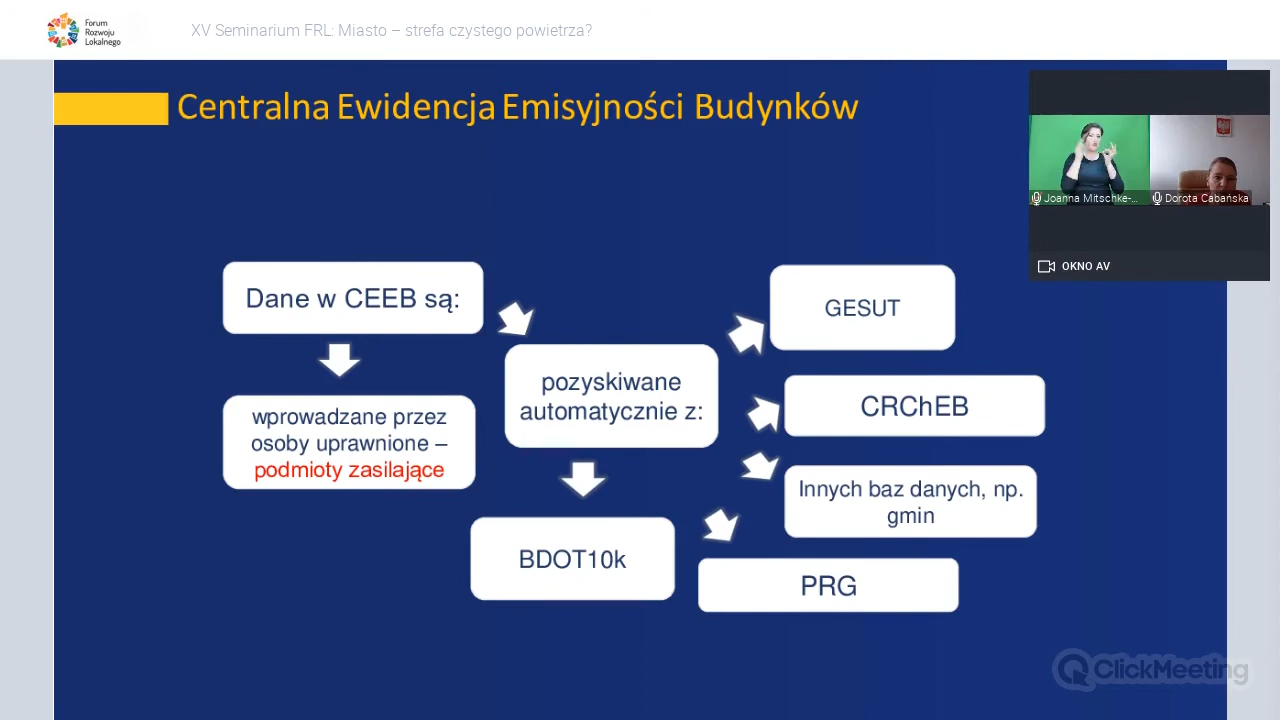 Forum
Rozwoju
Lokalnego
XV Seminarium FRL: Miasto – strefa czystego powietrza?
Centralna Ewidencja Emisyjności Budynków
Joanna Mitschke-...
Dorota Cabańska
OKNO AV
Dane w CEEB są:
wprowadzane przez
osoby uprawnione –
podmioty zasilające
pozyskiwane
automatycznie z:
GESUT
CRChEB
Innych baz danych, np.
gmin
BDOT10k
PRG
ClickMeeting